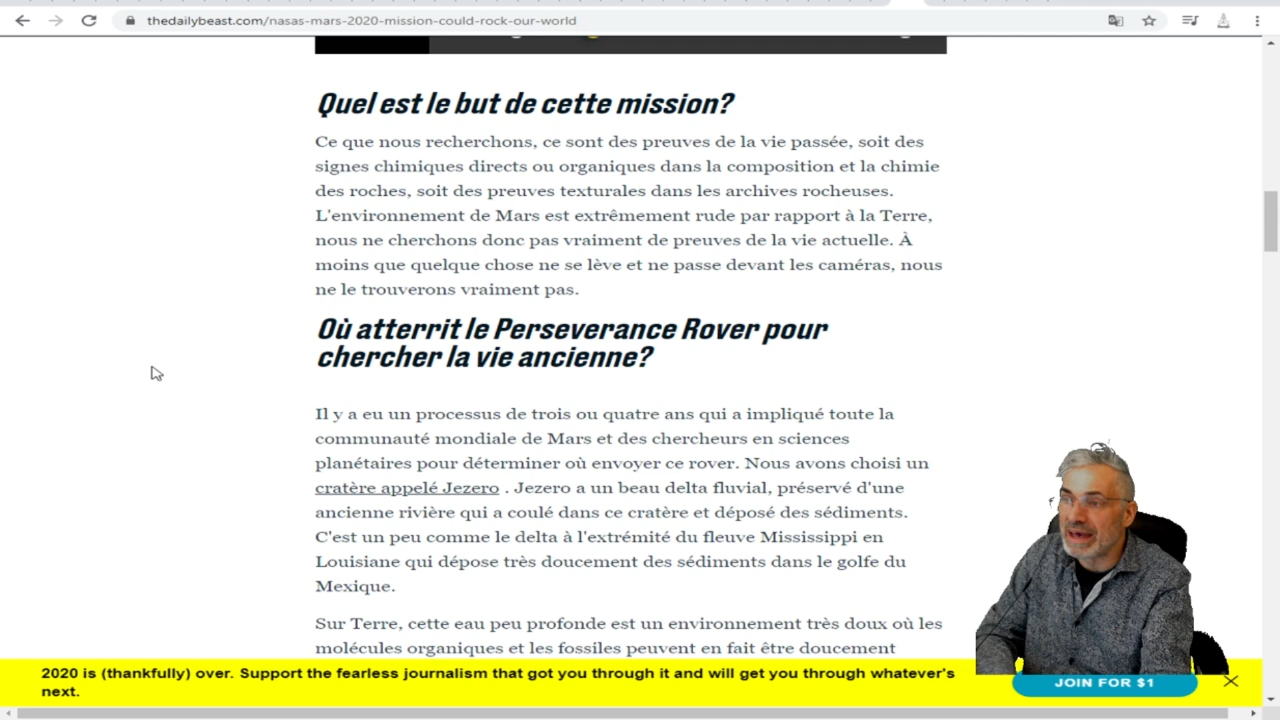 thedailybeast.com/nasas-mars-2020-mission-could-rock-our-world
Quel est le but de cette mission?
Ce que nous recherchons, ce sont des preuves de la vie passée, soit des
signes chimiques directs ou organiques dans la composition et la chimie
des roches, soit des preuves texturales dans les archives rocheuses.
L'environnement de Mars est extrêmement rude par rapport à la Terre,
nous ne cherchons donc pas vraiment de preuves de la vie actuelle. À
moins que quelque chose ne se lève et ne passe devant les caméras, nous
ne le trouverons vraiment pas.
Où atterrit le Perseverance Rover pour
chercher la vie ancienne?
Il y a eu un processus de trois ou quatre ans qui a impliqué toute la
communauté mondiale de Mars et des chercheurs en sciences
planétaires pour déterminer où envoyer ce rover. Nous avons choisi un
cratère appelé Jezero . Jezero a un beau delta fluvial, préservé d'une
ancienne rivière qui a coulé dans ce cratère et déposé des sédiments.
C'est un peu comme le delta à l'extrémité du fleuve Mississippi en
Louisiane qui dépose très doucement des sédiments dans le golfe du
Mexique.
Sur Terre, cette eau peu profonde est un environnement très doux où les
molécules organiques et les fossiles peuvent en fait être doucement
2020 is (thankfully) over. Support the fearless journalism that got you through it and will get you through whatever's
next.
JOIN FOR $1